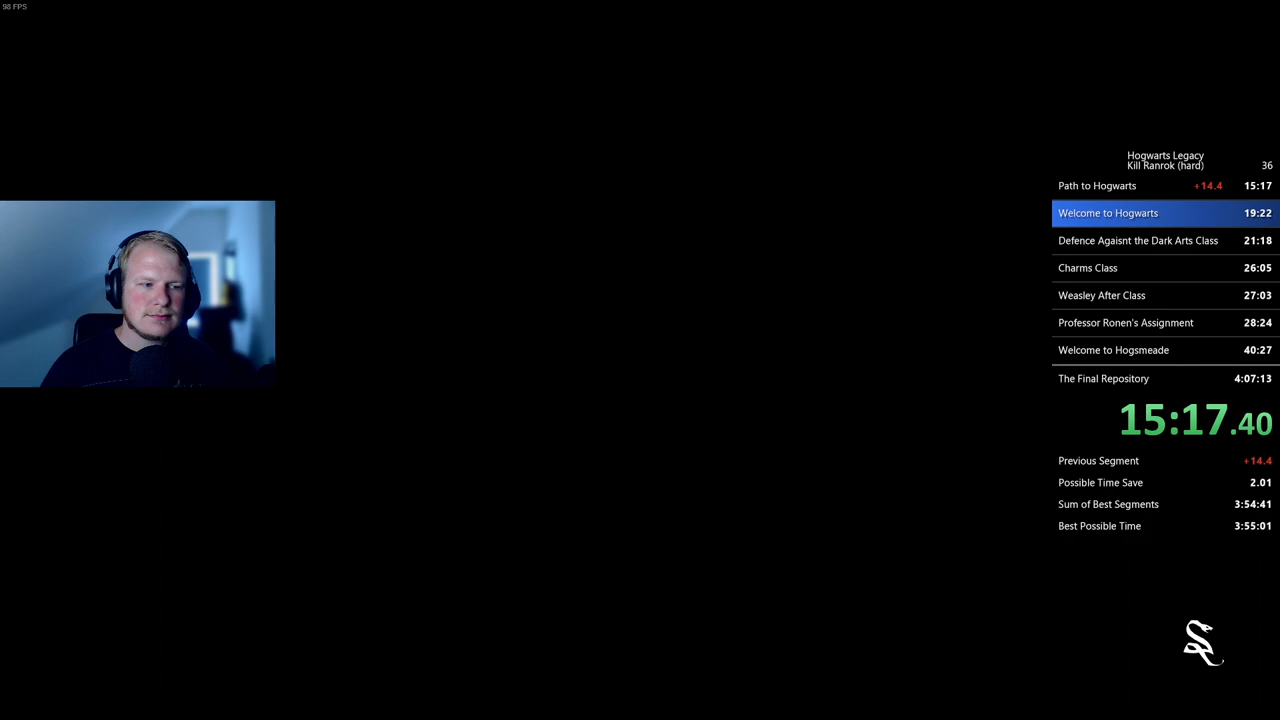 98 FPS
Hogwarts Legacy
Kill Ranrok (hard) 36
Path to Hogwarts +14.4 15:17
Welcome to Hogwarts 19:22
Defence Agaisnt the Dark Arts Class 21:18
Charms Class 26:05
Weasley After Class 27:03
Professor Ronen's Assignment 28:24
Welcome to Hogsmeade 40:27
The Final Repository 4:07:13
15:17.40
Previous Segment +14.4
Possible Time Save 2.01
Sum of Best Segments 3:54:41
Best Possible Time 3:55:01